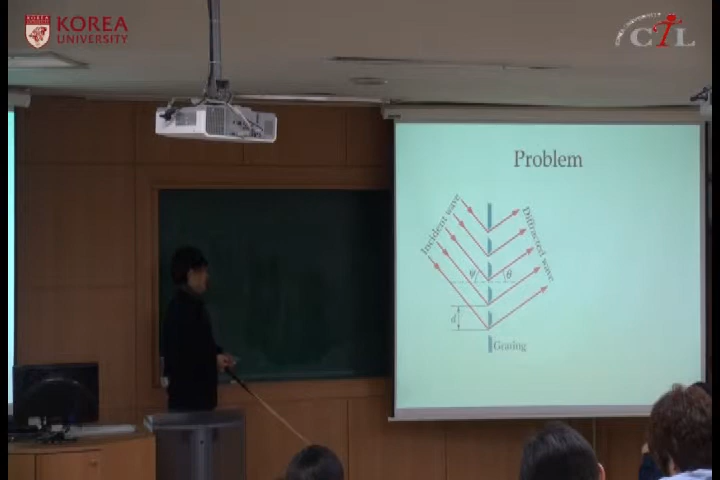 KOREA
UNIVERSITY
CTL
Problem
Incident wave
Diffracted wave
ψ
θ
d
Grating